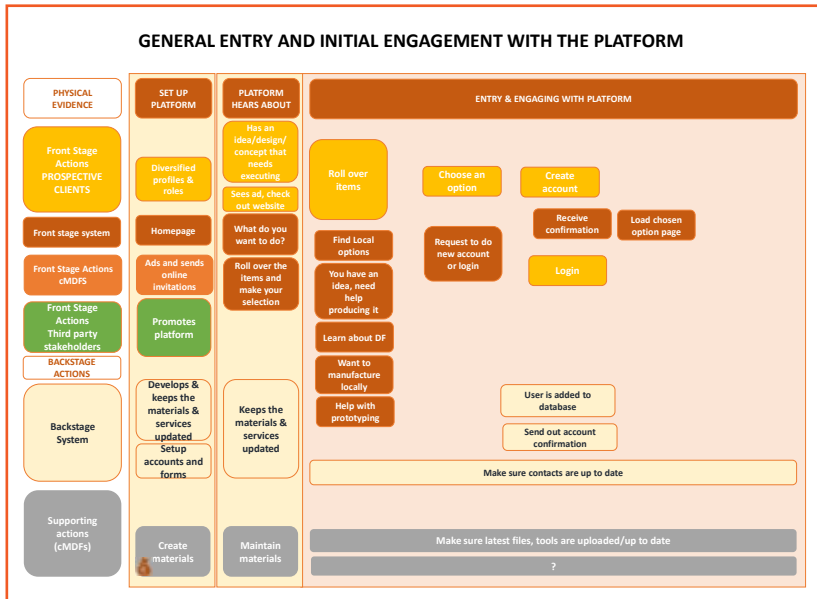 GENERAL ENTRY AND INITIAL ENGAGEMENT WITH THE PLATFORM
PHYSICAL
EVIDENCE
SET UP
PLATFORM
PLATFORM
HEARS ABOUT
ENTRY & ENGAGING WITH PLATFORM
Front Stage
Actions
PROSPECTIVE
CLIENTS
Diversified
profiles &
roles
Has an
idea/design/
concept that
needs
executing
Sees ad, check
out website
Roll over
items
Choose an
option
Create
account
Front stage system
Homepage
What do you
want to do?
Find Local
options
Request to do
new account
or login
Receive
confirmation
Load chosen
option page
Front Stage Actions
cMDFS
Ads and sends
online
invitations
Roll over the
items and
make your
selection
You have an
idea, need
help
producing it
Login
Front Stage
Actions
Third party
stakeholders
Promotes
platform
Learn about DF
BACKSTAGE
ACTIONS
Want to
manufacture
locally
Backstage
System
Develops &
keeps the
materials &
services
updated
Setup
accounts and
forms
Keeps the
materials &
services
updated
Help with
prototyping
User is added to
database
Send out account
confirmation
Make sure contacts are up to date
Supporting
actions
(cMDFs)
Create
materials
Maintain
materials
Make sure latest files, tools are uploaded/up to date
?